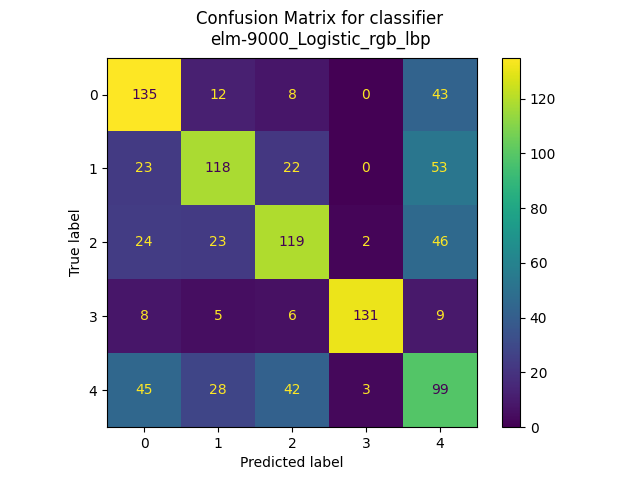 Confusion Matrix for classifier
elm-9000_Logistic_rgb_lbp
0 135 12 8 0 43
1 23 118 22 0 53
2 24 23 119 2 46
3 8 5 6 131 9
4 45 28 42 3 99
0 1 2 3 4
True label
Predicted label
120
100
80
60
40
20
0